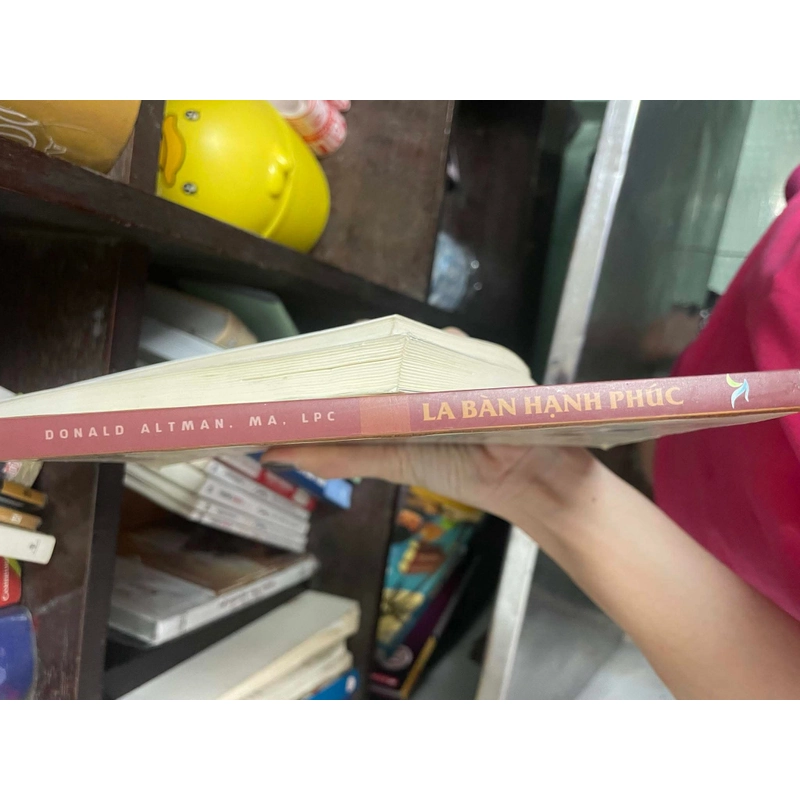 DONALD ALTMAN. MA, LPC
LA BÀN HẠNH PHÚC